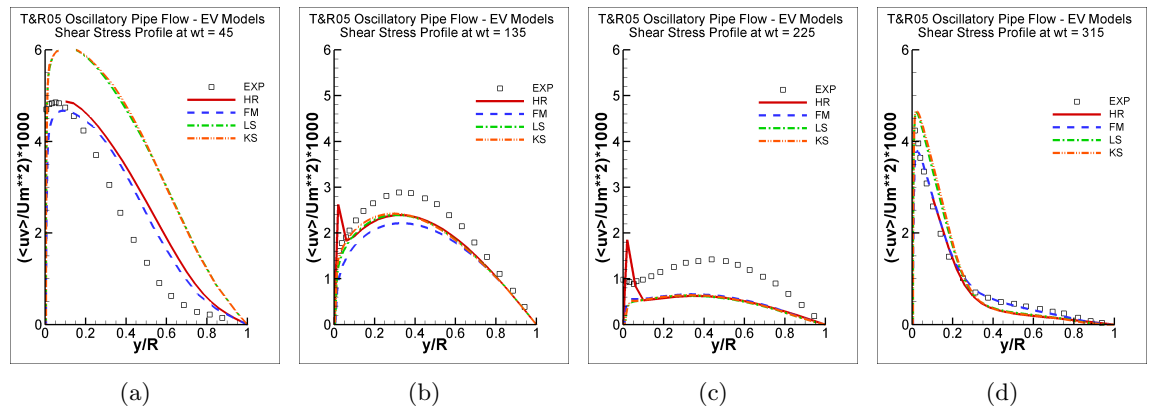 T&R05 Oscillatory Pipe Flow - EV Models
Shear Stress Profile at wt = 45
(<uv>/Um**2)*1000
6
5
4
3
2
1
0
0
0.2
0.4
0.6
0.8
1
y/R
EXP
HR
FM
LS
KS
(a)
T&R05 Oscillatory Pipe Flow - EV Models
Shear Stress Profile at wt = 135
(<uv>/Um**2)*1000
6
5
4
3
2
1
0
0
0.2
0.4
0.6
0.8
1
y/R
EXP
HR
FM
LS
KS
(b)
T&R05 Oscillatory Pipe Flow - EV Models
Shear Stress Profile at wt = 225
(<uv>/Um**2)*1000
6
5
4
3
2
1
0
0
0.2
0.4
0.6
0.8
1
y/R
EXP
HR
FM
LS
KS
(c)
T&R05 Oscillatory Pipe Flow - EV Models
Shear Stress Profile at wt = 315
(<uv>/Um**2)*1000
6
5
4
3
2
1
0
0
0.2
0.4
0.6
0.8
1
y/R
EXP
HR
FM
LS
KS
(d)